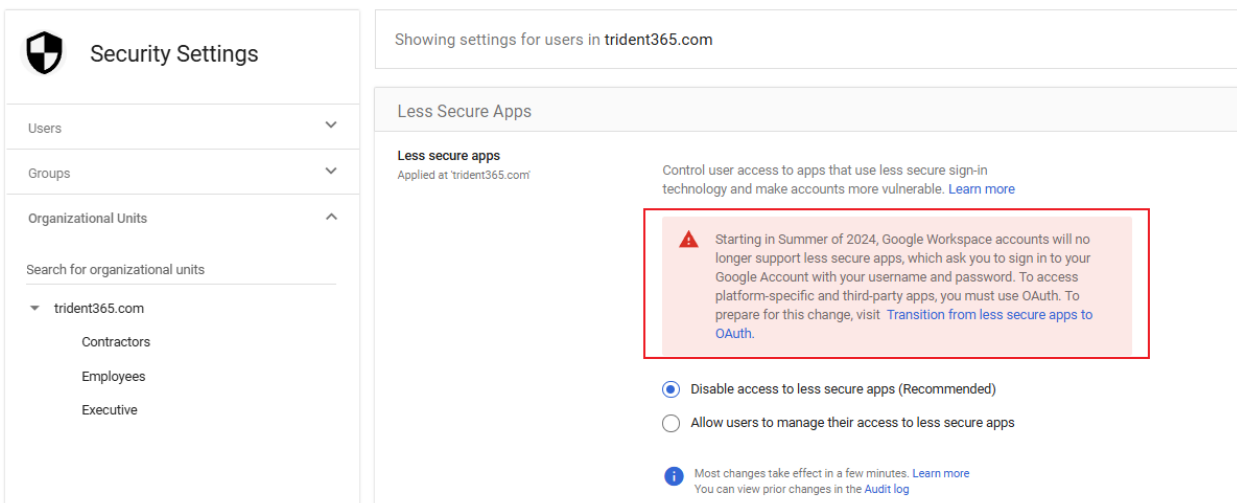 Security Settings
Users
Groups
Organizational Units
Search for organizational units
trident365.com
Contractors
Employees
Executive
Showing settings for users in trident365.com
Less Secure Apps
Less secure apps
Applied at 'trident365.com'
Control user access to apps that use less secure sign-in
technology and make accounts more vulnerable. Learn more
Starting in Summer of 2024, Google Workspace accounts will no
longer support less secure apps, which ask you to sign in to your
Google Account with your username and password. To access
platform-specific and third-party apps, you must use OAuth. To
prepare for this change, visit Transition from less secure apps to
OAuth.
Disable access to less secure apps (Recommended)
Allow users to manage their access to less secure apps
Most changes take effect in a few minutes. Learn more
You can view prior changes in the Audit log